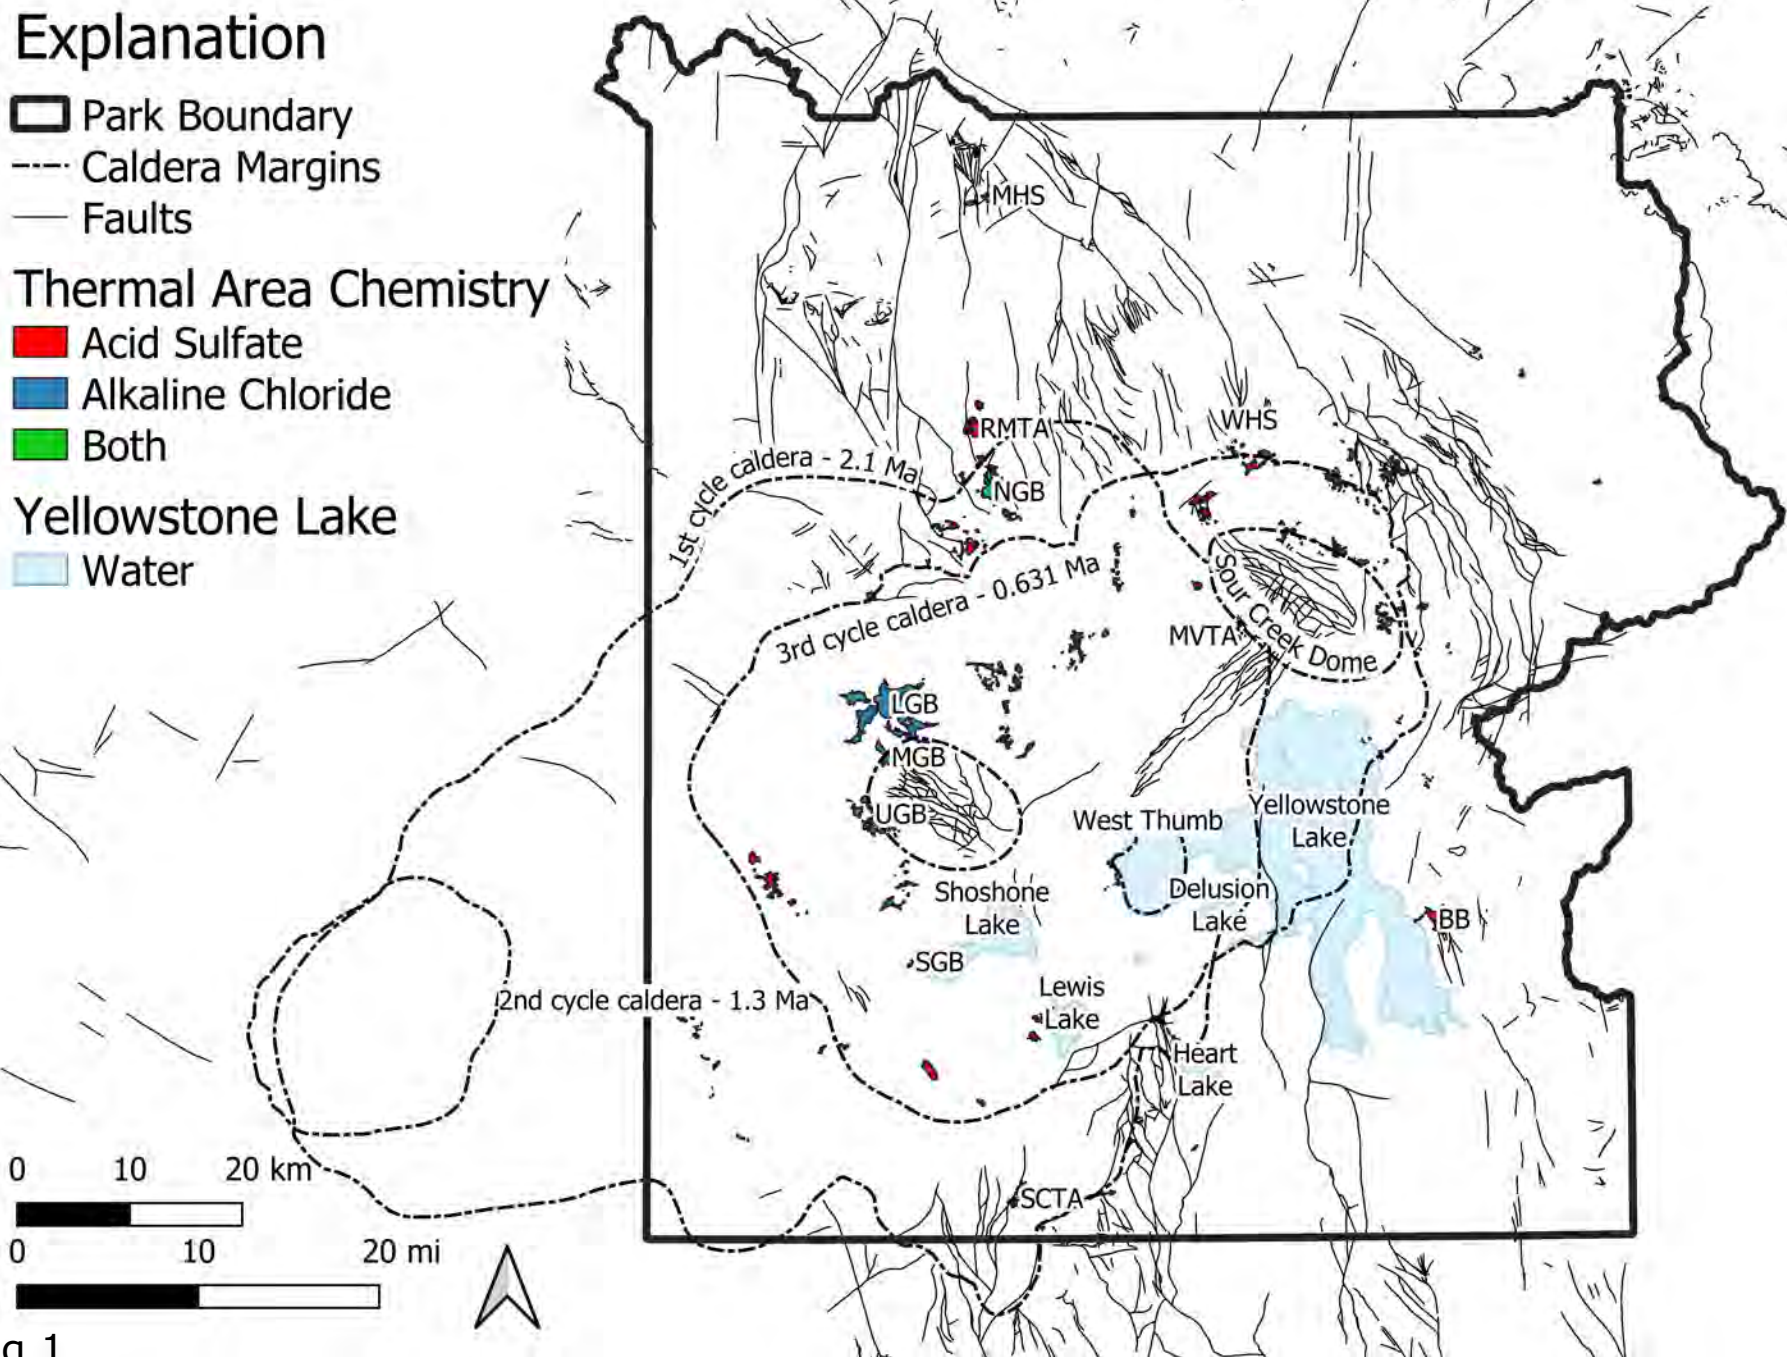 Explanation
Park Boundary
Caldera Margins
Faults
Thermal Area Chemistry
Acid Sulfate
Alkaline Chloride
Both
Yellowstone Lake
Water
MHS
RMTA
WHS
1st cycle caldera - 2.1 Ma
NGB
3rd cycle caldera - 0.631 Ma
Sour Creek Dome
MVTA
LGB
MGB
UGB
West Thumb
Yellowstone
Lake
Shoshone
Lake
Delusion
Lake
BB
SGB
2nd cycle caldera - 1.3 Ma
Lewis
Lake
Heart
Lake
SCTA
0 10 20 km
0 10 20 mi
g 1